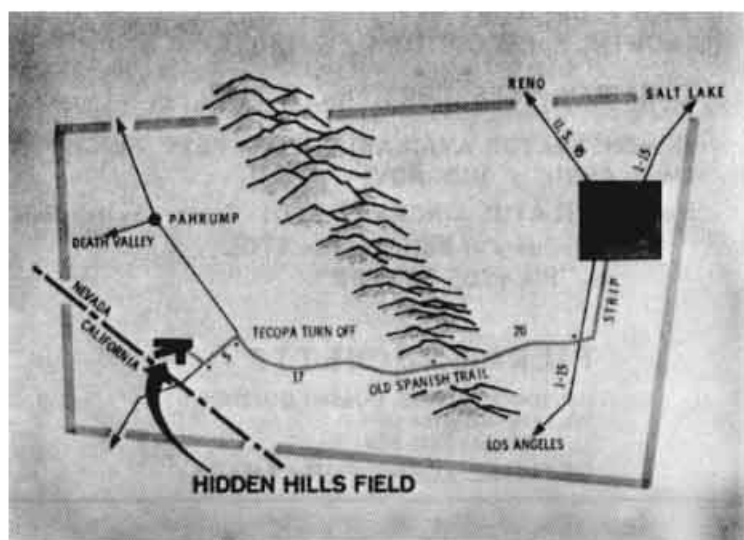 RENO
SALT LAKE
U.S.
I-15
PAHRUMP
DEATH VALLEY
STRIP
NEVADA
CALIFORNIA
TECOPA TURN OFF
20
17
OLD SPANISH TRAIL
I-15
LOS ANGELES
HIDDEN HILLS FIELD